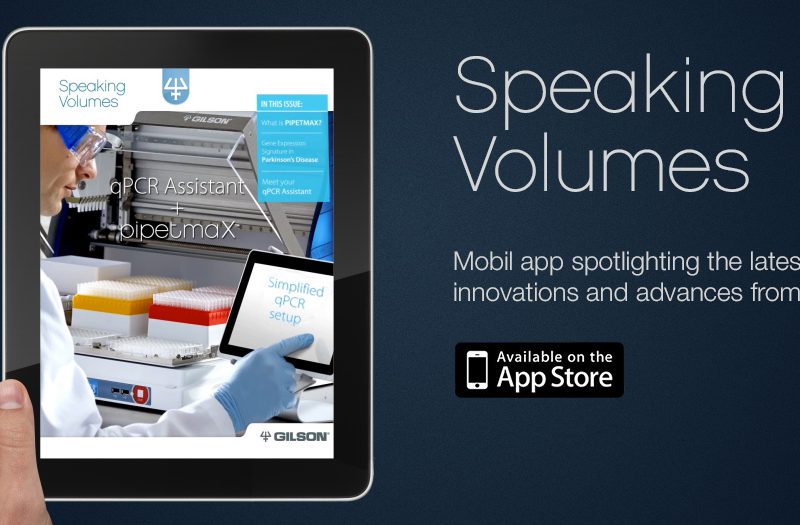 Speaking
Volumes
IN THIS ISSUE:
What is PIPETMAX?
Gene Expression
Signature in
Parkinson's Disease
Meet your
qPCR Assistant
GILSON
qPCR Assistant
+
pipetmaX
Simplified
qPCR
setup
GILSON
Speaking
Volumes
Mobil app spotlighting the lates
innovations and advances from
Available on the
App Store